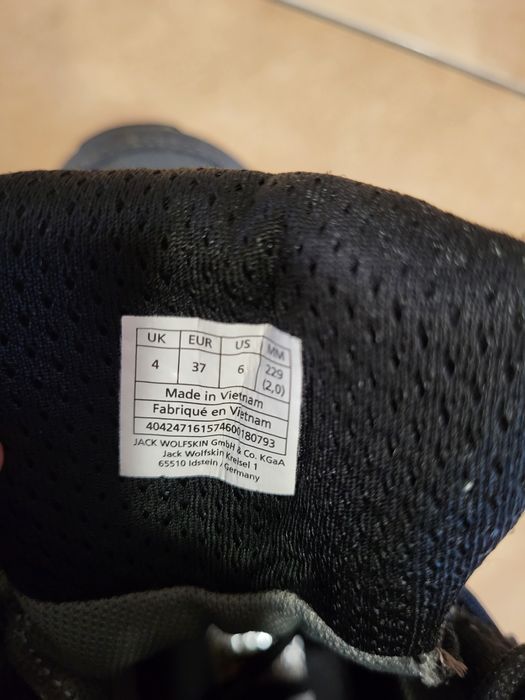 UK EUR US MM
4 37 6 229 (2,0)
Made in Vietnam
Fabriqué en Vietnam
404247161574600180793
JACK WOLFSKIN GmbH & Co. KGaA
Jack Wolfskin Kreisel 1
65510 Idstein / Germany